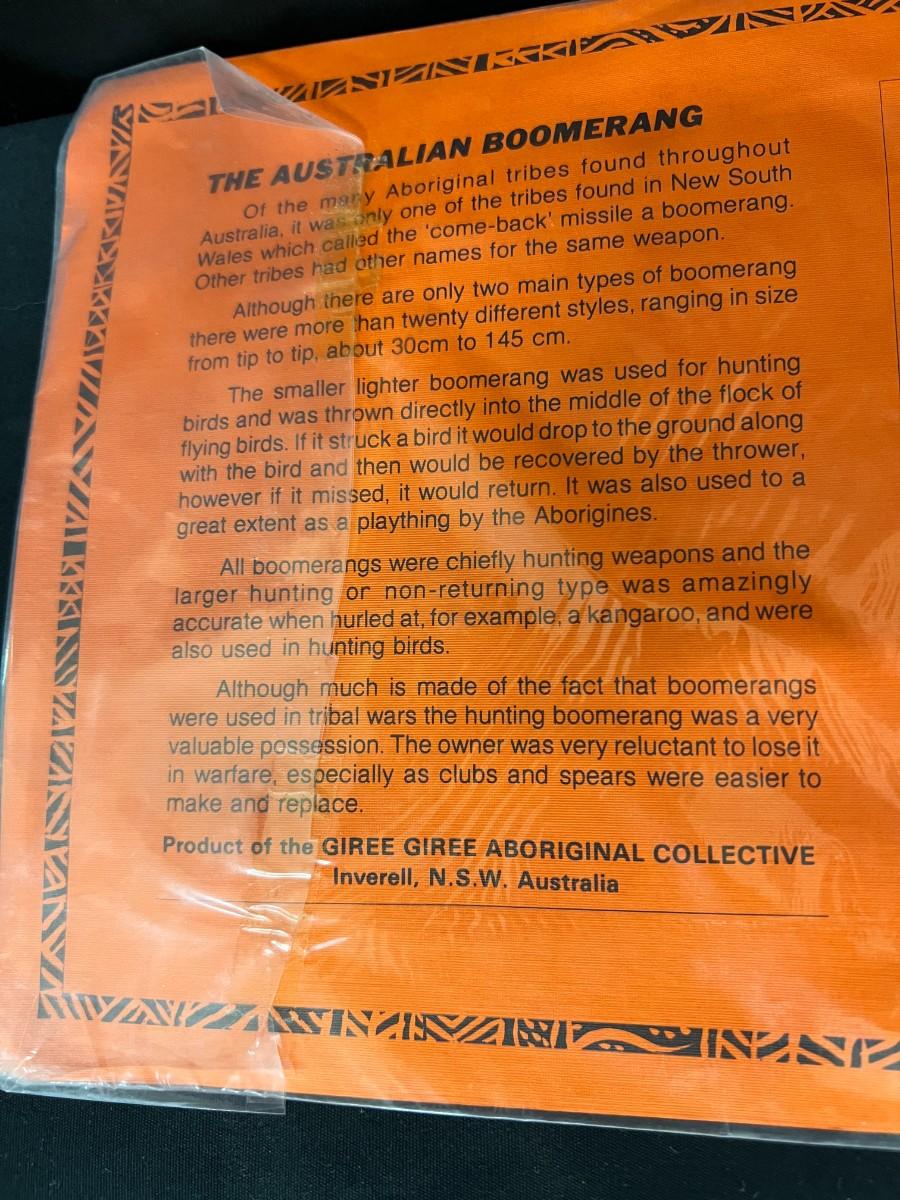 THE AUSTRALIAN BOOMERANG
Of the many Aboriginal tribes found throughout
Australia, it was only one of the tribes found in New South
Wales which called the 'come-back' missile a boomerang.
Other tribes had other names for the same weapon.
Although there are only two main types of boomerang
there were more than twenty different styles, ranging in size
from tip to tip, about 30cm to 145 cm.
The smaller lighter boomerang was used for hunting
birds and was thrown directly into the middle of the flock of
flying birds. If it struck a bird it would drop to the ground along
with the bird and then would be recovered by the thrower,
however if it missed, it would return. It was also used to a
great extent as a plaything by the Aborigines.
All boomerangs were chiefly hunting weapons and the
larger hunting or non-returning type was amazingly
accurate when hurled at, for example, a kangaroo, and were
also used in hunting birds.
Although much is made of the fact that boomerangs
were used in tribal wars the hunting boomerang was a very
valuable possession. The owner was very reluctant to lose it
in warfare, especially as clubs and spears were easier to
make and replace.
Product of the GIREE GIREE ABORIGINAL COLLECTIVE
Inverell, N.S.W. Australia